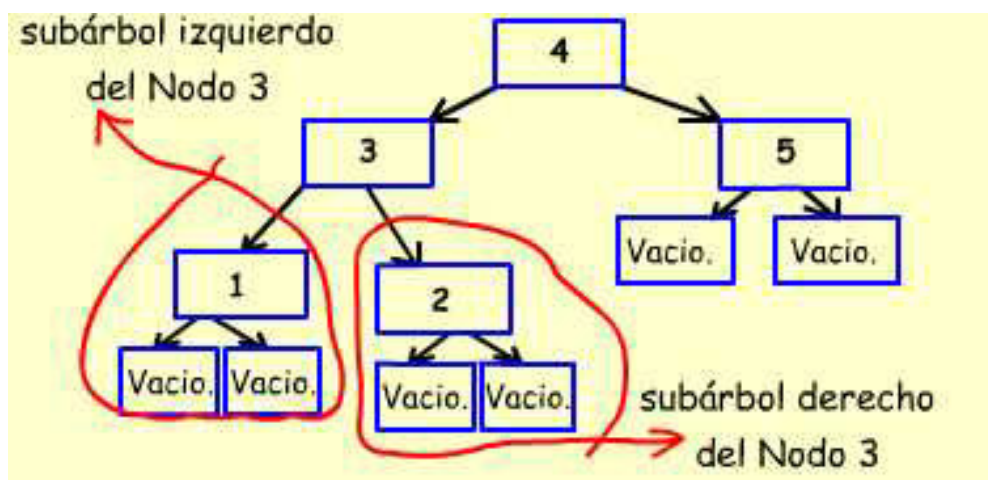 subárbol izquierdo
del Nodo 3
4
3
5
Vacio.
Vacio.
1
2
Vacio.
Vacio.
Vacio.
Vacio.
subárbol derecho
del Nodo 3